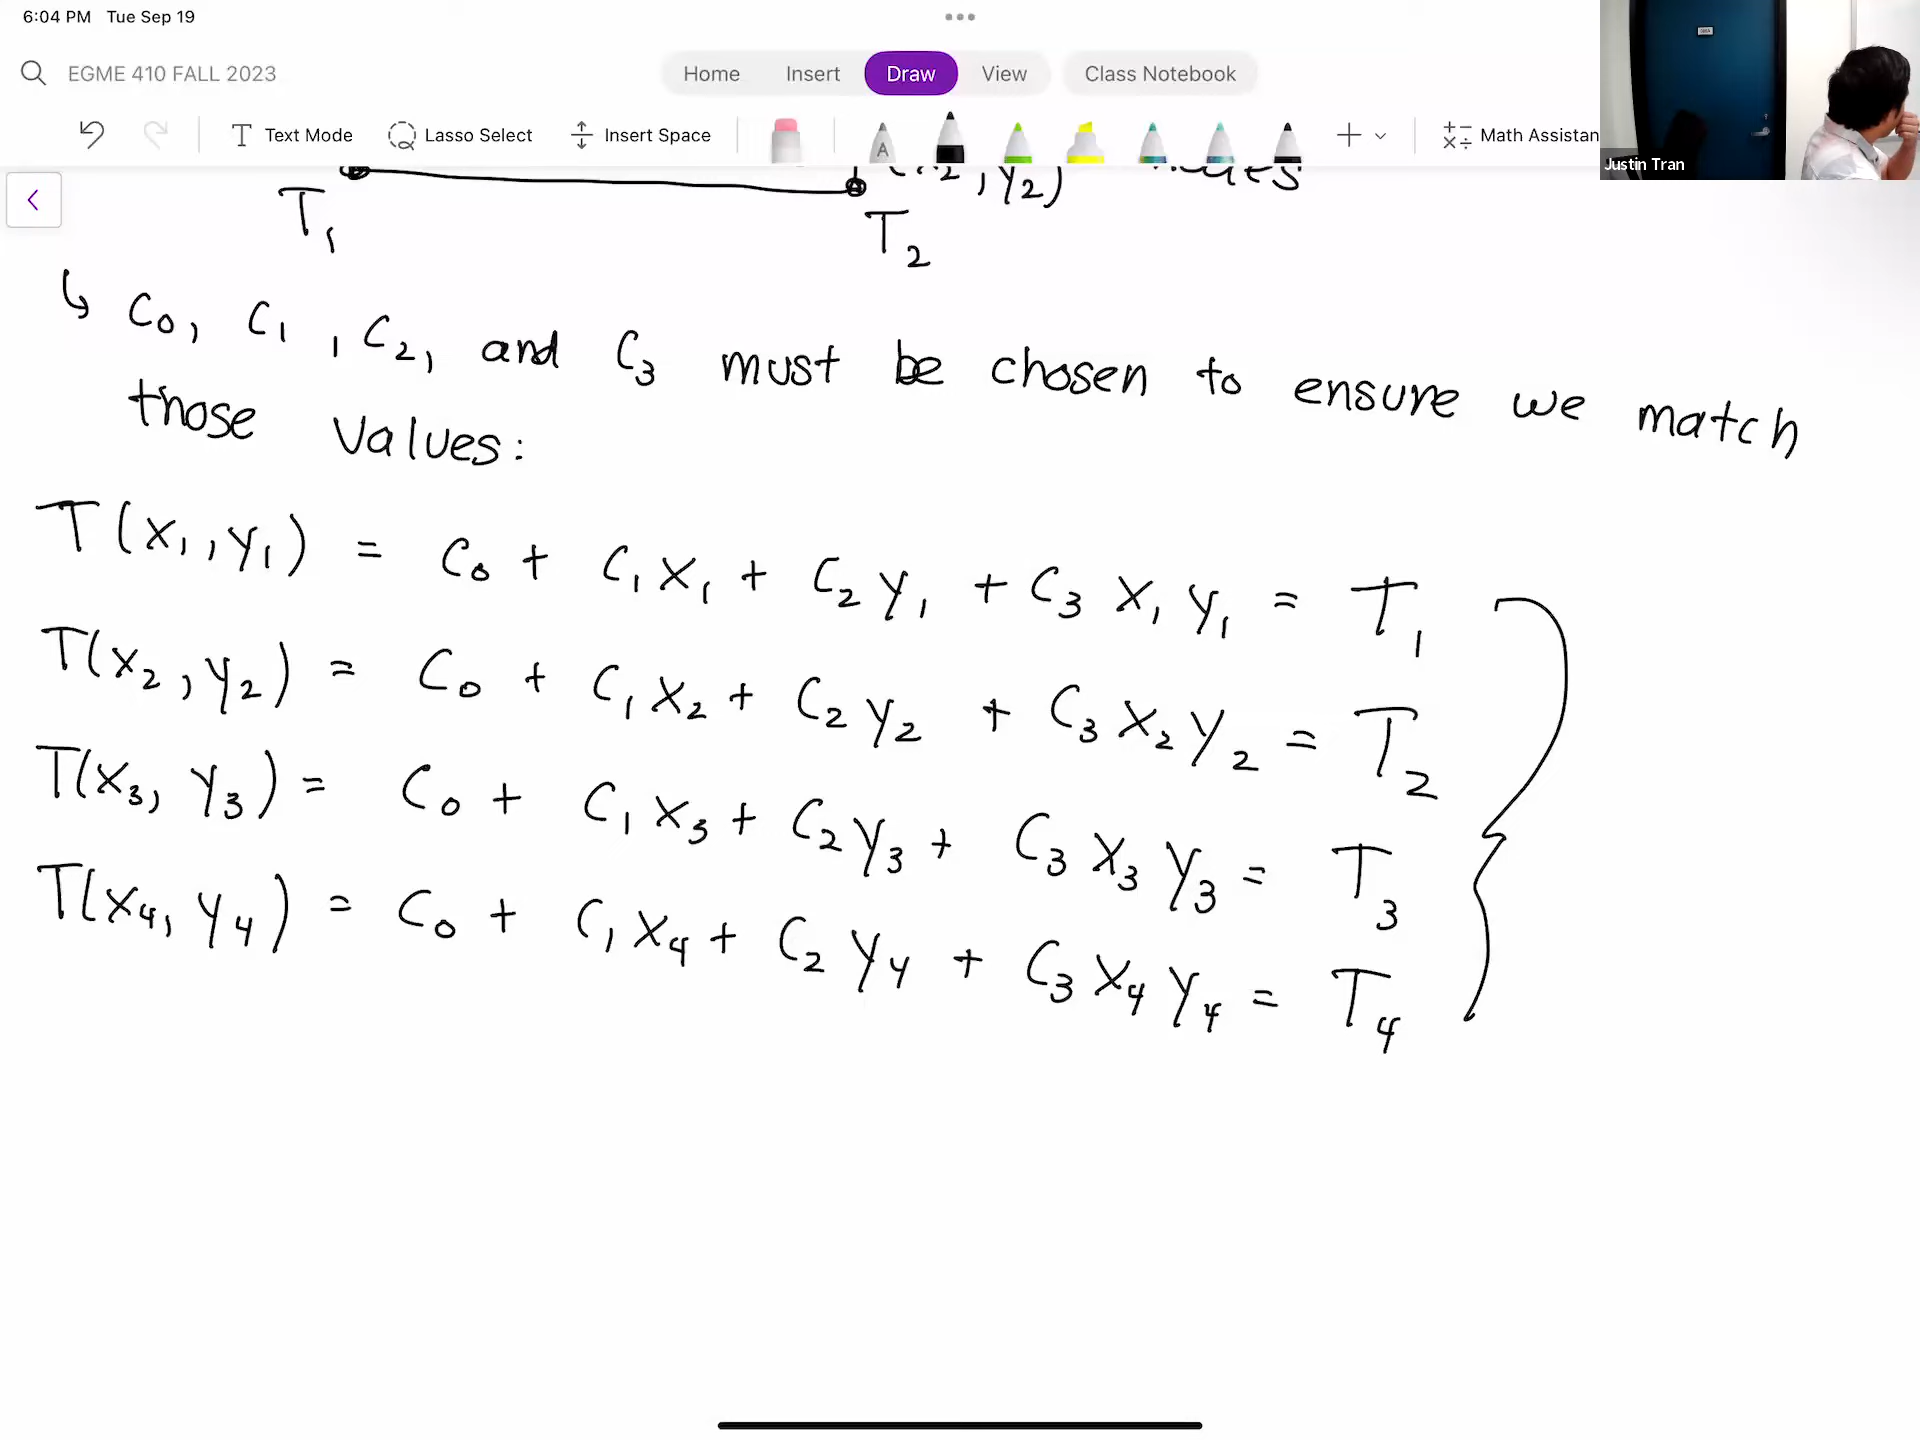 6:04 PM Tue Sep 19
EGME 410 FALL 2023
Home Insert Draw View Class Notebook
Text Mode Lasso Select Insert Space A Math Assistan
Justin Tran
, y₂)
T₁ T₂
↳ C₀, C₁, C₂, and C₃ must be chosen to ensure we match
those values:
T(x₁, y₁) = C₀ + C₁x₁ + C₂y₁ + C₃x₁y₁ = T₁
T(x₂, y₂) = C₀ + C₁x₂ + C₂y₂ + C₃x₂y₂ = T₂
T(x₃, y₃) = C₀ + C₁x₃ + C₂y₃ + C₃x₃y₃ = T₃
T(x₄, y₄) = C₀ + C₁x₄ + C₂y₄ + C₃x₄y₄ = T₄